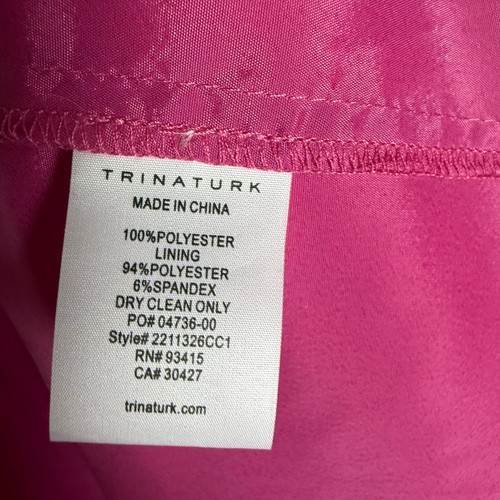 TRINATURK
MADE IN CHINA
100%POLYESTER
LINING
94%POLYESTER
6%SPANDEX
DRY CLEAN ONLY
PO# 04736-00
Style# 2211326CC1
RN# 93415
CA# 30427
trinaturk.com